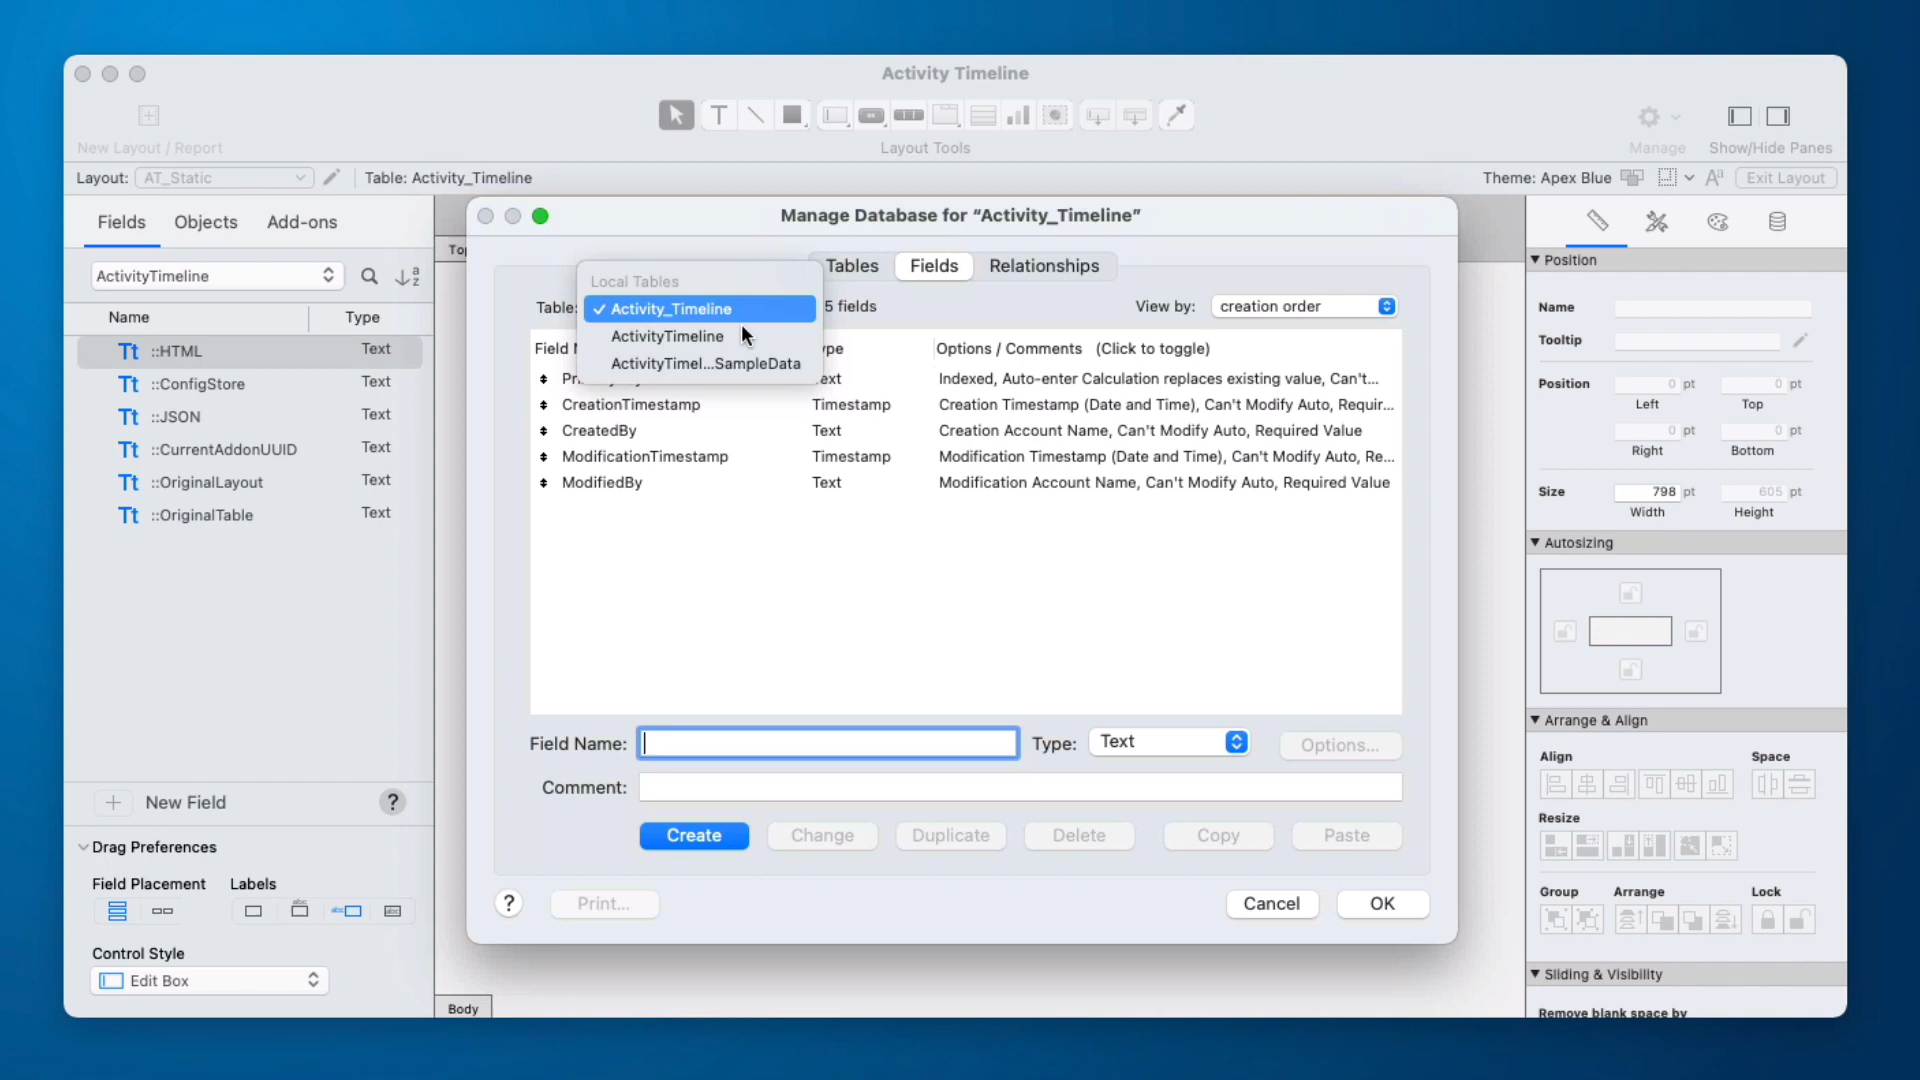 Activity Timeline
New Layout / Report
Layout Tools
Manage
Show/Hide Panes
Layout: AT_Static Table: Activity_Timeline
Theme: Apex Blue Exit Layout
Fields Objects Add-ons
ActivityTimeline
Name Type
::HTML Text
::ConfigStore Text
::JSON Text
::CurrentAddonUUID Text
::OriginalLayout Text
::OriginalTable Text
New Field ?
Drag Preferences
Field Placement Labels
Control Style
Edit Box
Top
Body
Manage Database for “Activity_Timeline”
Tables Fields Relationships
Local Tables
Table: ✓ Activity_Timeline 5 fields View by: creation order
ActivityTimeline
ActivityTimel...SampleData
Field Options / Comments (Click to toggle)
Indexed, Auto-enter Calculation replaces existing value, Can't...
CreationTimestamp Timestamp Creation Timestamp (Date and Time), Can't Modify Auto, Requir...
CreatedBy Text Creation Account Name, Can't Modify Auto, Required Value
ModificationTimestamp Timestamp Modification Timestamp (Date and Time), Can't Modify Auto, Re...
ModifiedBy Text Modification Account Name, Can't Modify Auto, Required Value
Field Name: Type: Text Options...
Comment:
Create Change Duplicate Delete Copy Paste
? Print... Cancel OK
Position
Name
Tooltip
Position 0 pt 0 pt
Left Top
0 pt 0 pt
Right Bottom
Size 798 pt 605 pt
Width Height
Autosizing
Arrange & Align
Align Space
Resize
Group Arrange Lock
Sliding & Visibility
Remove blank space by